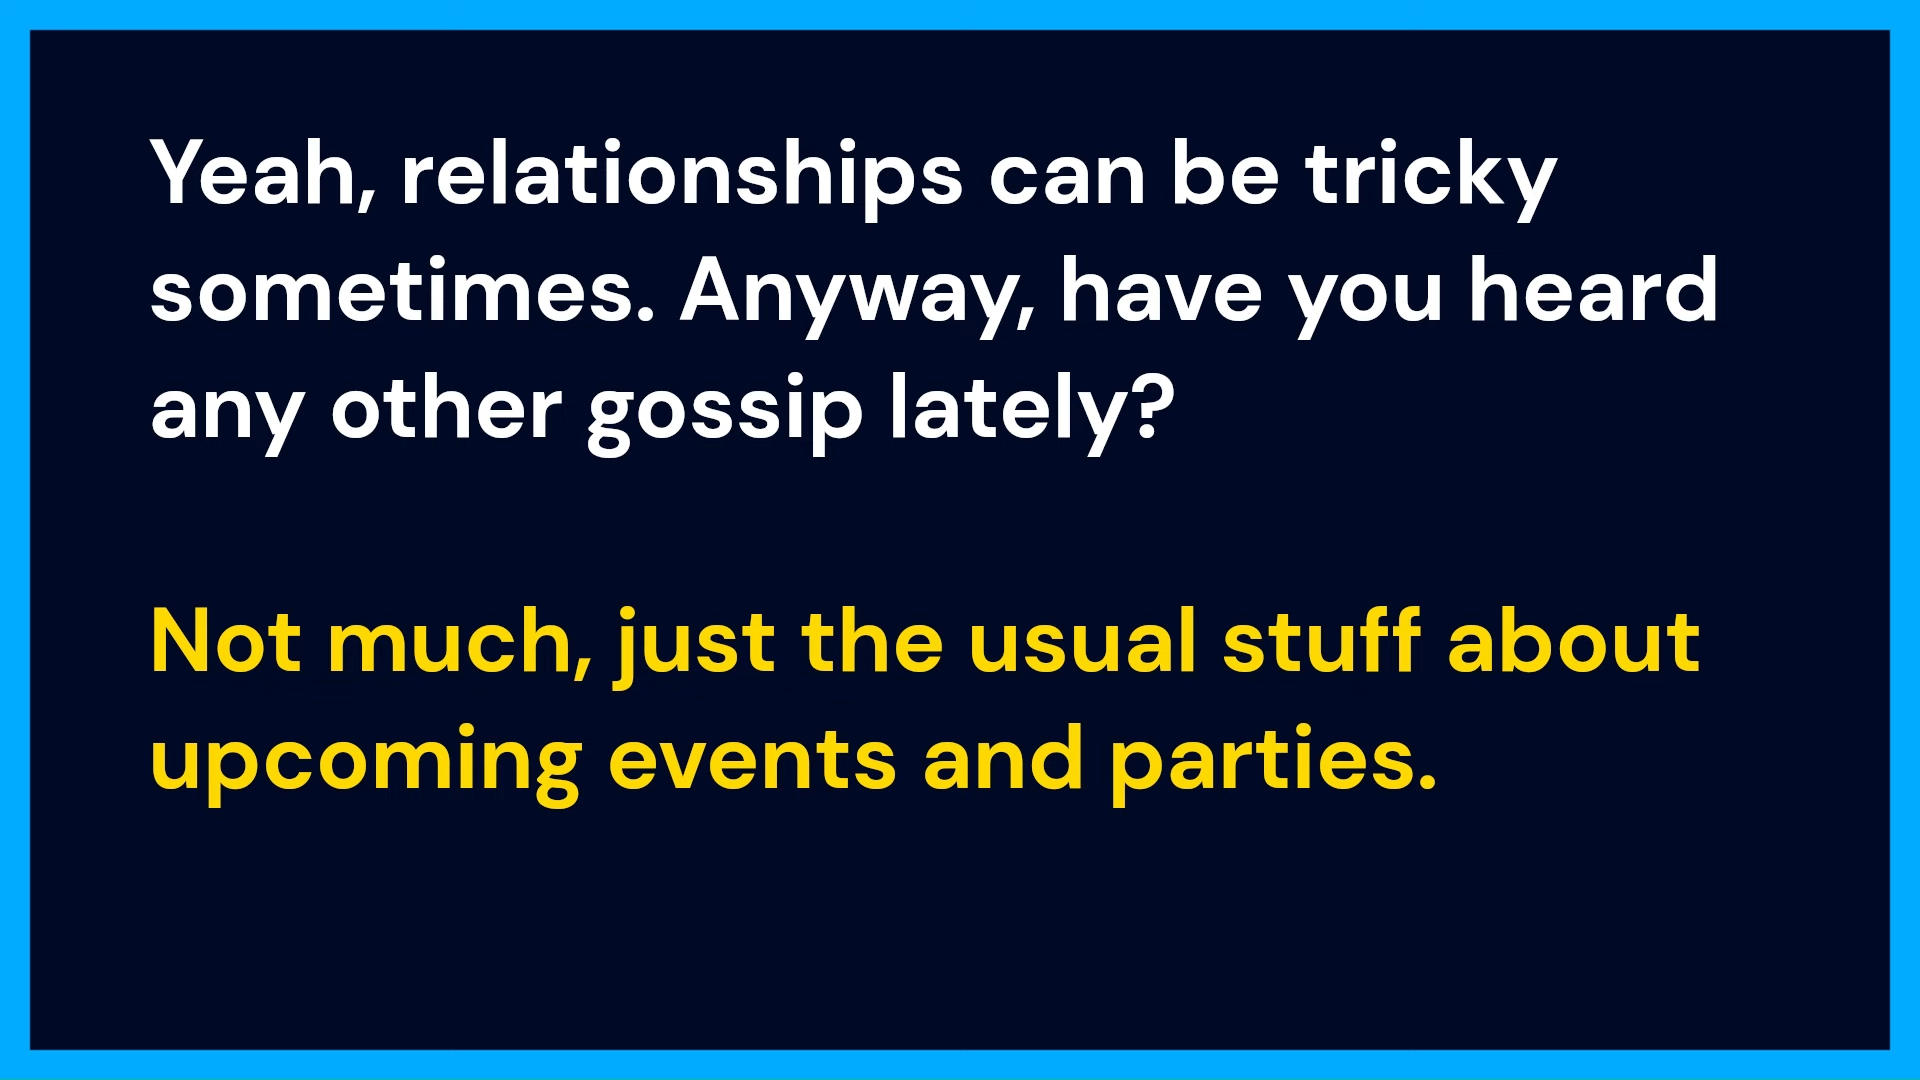 Yeah, relationships can be tricky
sometimes. Anyway, have you heard
any other gossip lately?
Not much, just the usual stuff about
upcoming events and parties.